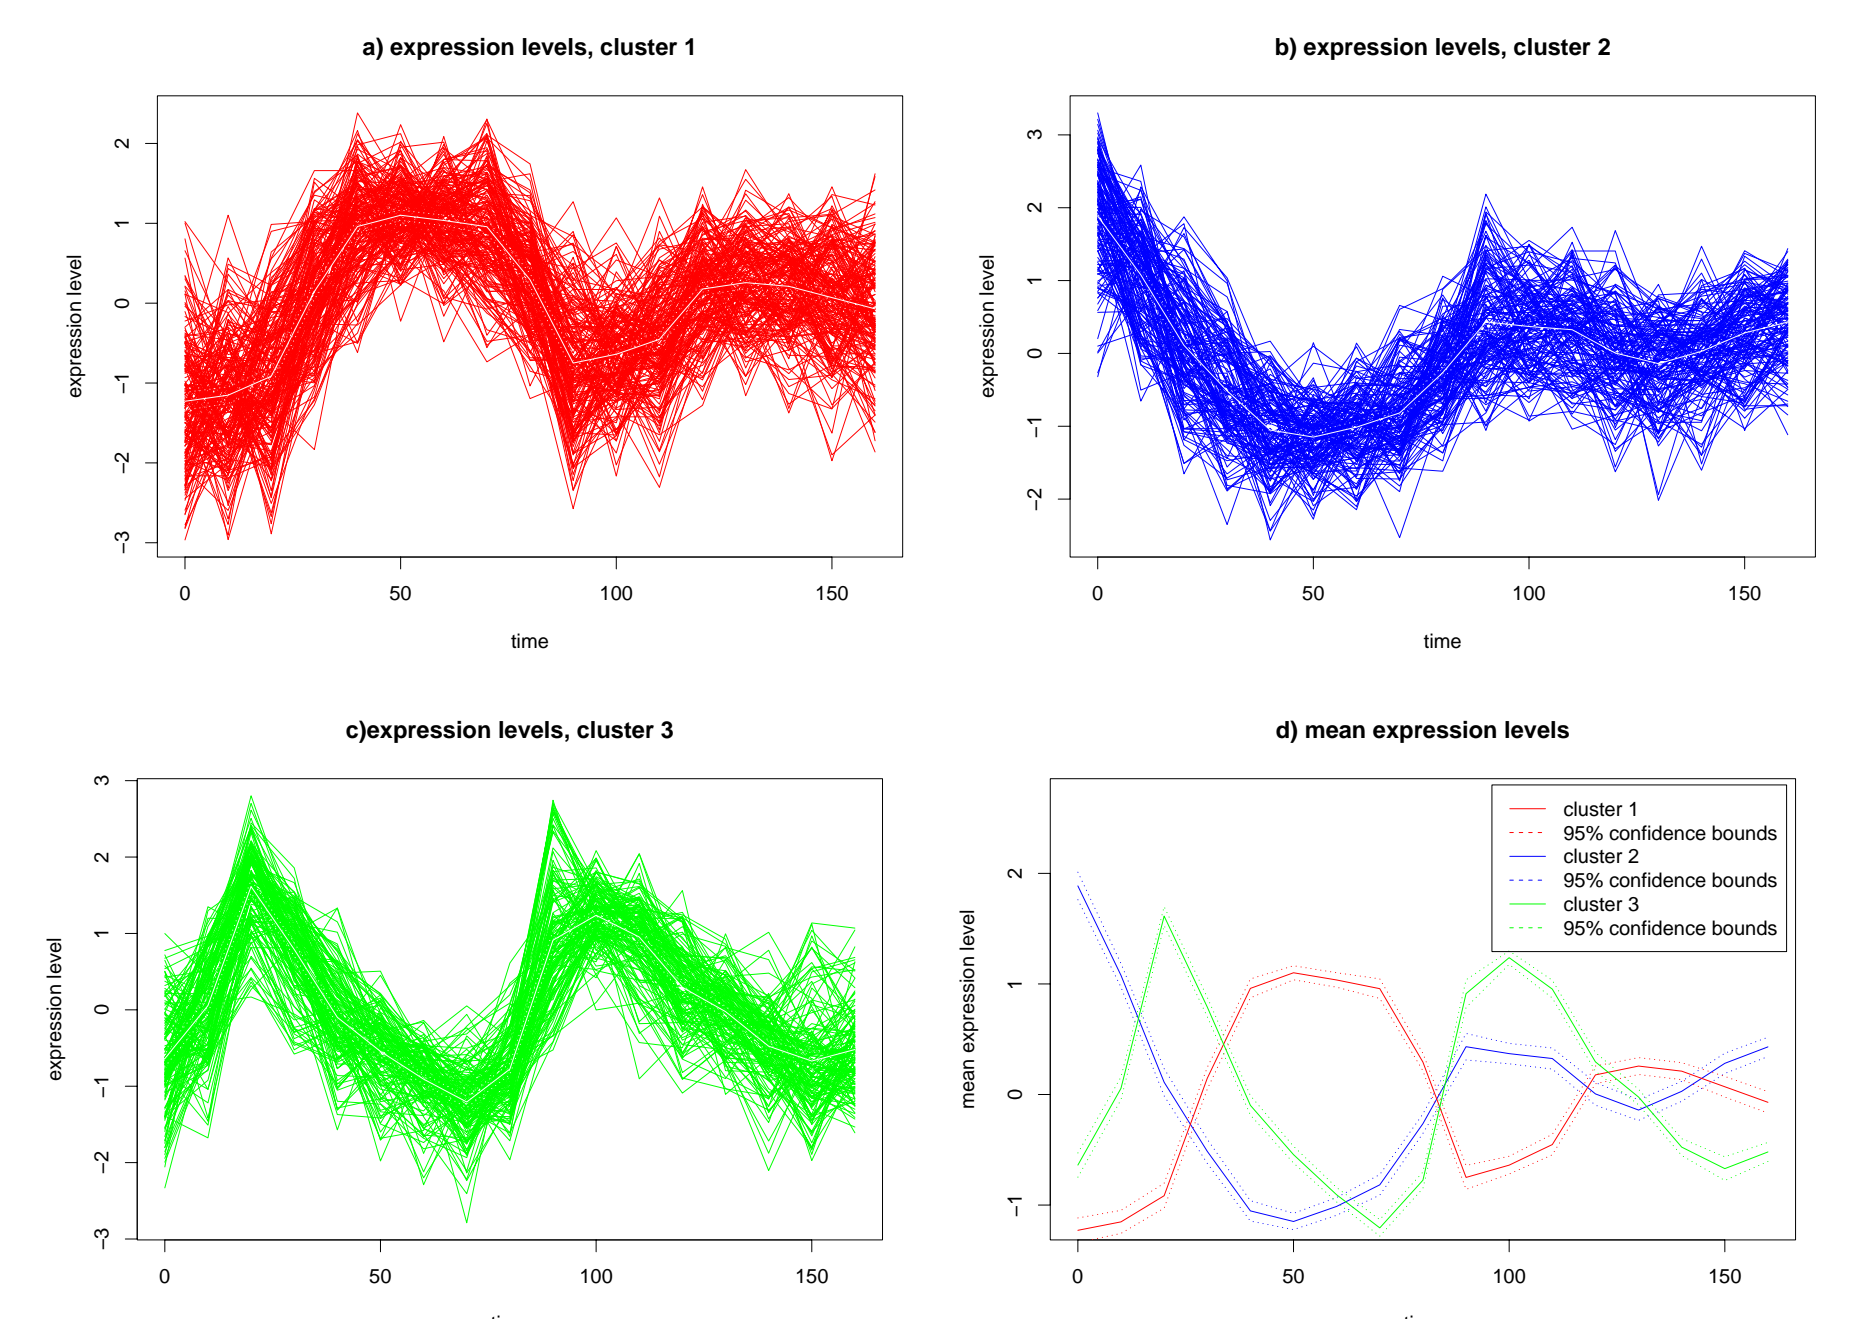 a) expression levels, cluster 1
expression level
2
1
0
−1
−2
−3
0 50 100 150
time
b) expression levels, cluster 2
expression level
3
2
1
0
−1
−2
0 50 100 150
time
c)expression levels, cluster 3
expression level
3
2
1
0
−1
−2
−3
0 50 100 150
d) mean expression levels
mean expression level
2
1
0
−1
0 50 100 150
cluster 1
95% confidence bounds
cluster 2
95% confidence bounds
cluster 3
95% confidence bounds